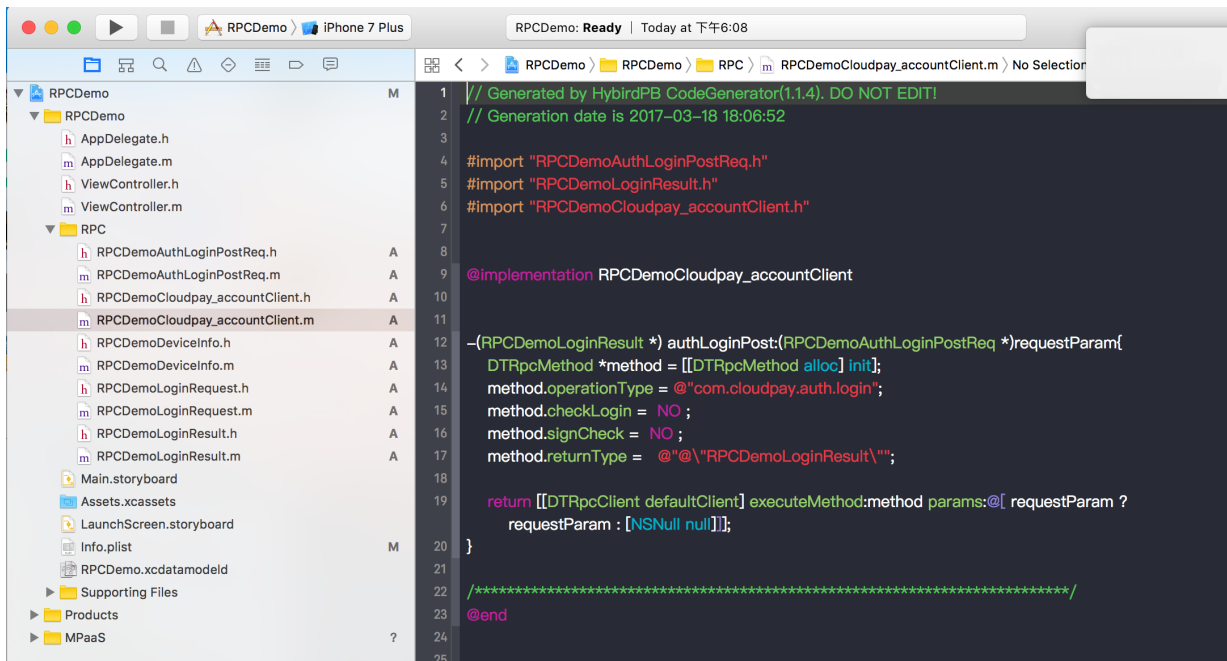 RPCDemo 〉 iPhone 7 Plus
RPCDemo: Ready | Today at 下午6:08
RPCDemo 〉 RPCDemo 〉 RPC 〉 m RPCDemoCloudpay_accountClient.m 〉 No Selection
RPCDemo M
RPCDemo
h AppDelegate.h
m AppDelegate.m
h ViewController.h
m ViewController.m
RPC
h RPCDemoAuthLoginPostReq.h A
m RPCDemoAuthLoginPostReq.m A
h RPCDemoCloudpay_accountClient.h A
m RPCDemoCloudpay_accountClient.m A
h RPCDemoDeviceInfo.h A
m RPCDemoDeviceInfo.m A
h RPCDemoLoginRequest.h A
m RPCDemoLoginRequest.m A
h RPCDemoLoginResult.h A
m RPCDemoLoginResult.m A
Main.storyboard
Assets.xcassets
LaunchScreen.storyboard
Info.plist M
RPCDemo.xcdatamodeld
Supporting Files
Products
MPaaS ?
1 // Generated by HybirdPB CodeGenerator(1.1.4). DO NOT EDIT!
2 // Generation date is 2017-03-18 18:06:52
3
4 #import "RPCDemoAuthLoginPostReq.h"
5 #import "RPCDemoLoginResult.h"
6 #import "RPCDemoCloudpay_accountClient.h"
7
8
9 @implementation RPCDemoCloudpay_accountClient
10
11
12 -(RPCDemoLoginResult *) authLoginPost:(RPCDemoAuthLoginPostReq *)requestParam{
13 DTRpcMethod *method = [[DTRpcMethod alloc] init];
14 method.operationType = @"com.cloudpay.auth.login";
15 method.checkLogin = NO ;
16 method.signCheck = NO ;
17 method.returnType = @"@\"RPCDemoLoginResult\"";
18
19 return [[DTRpcClient defaultClient] executeMethod:method params:@[ requestParam ?
requestParam : [NSNull null]]];
20 }
21
22 /***************************************************************************/
23 @end
24
25